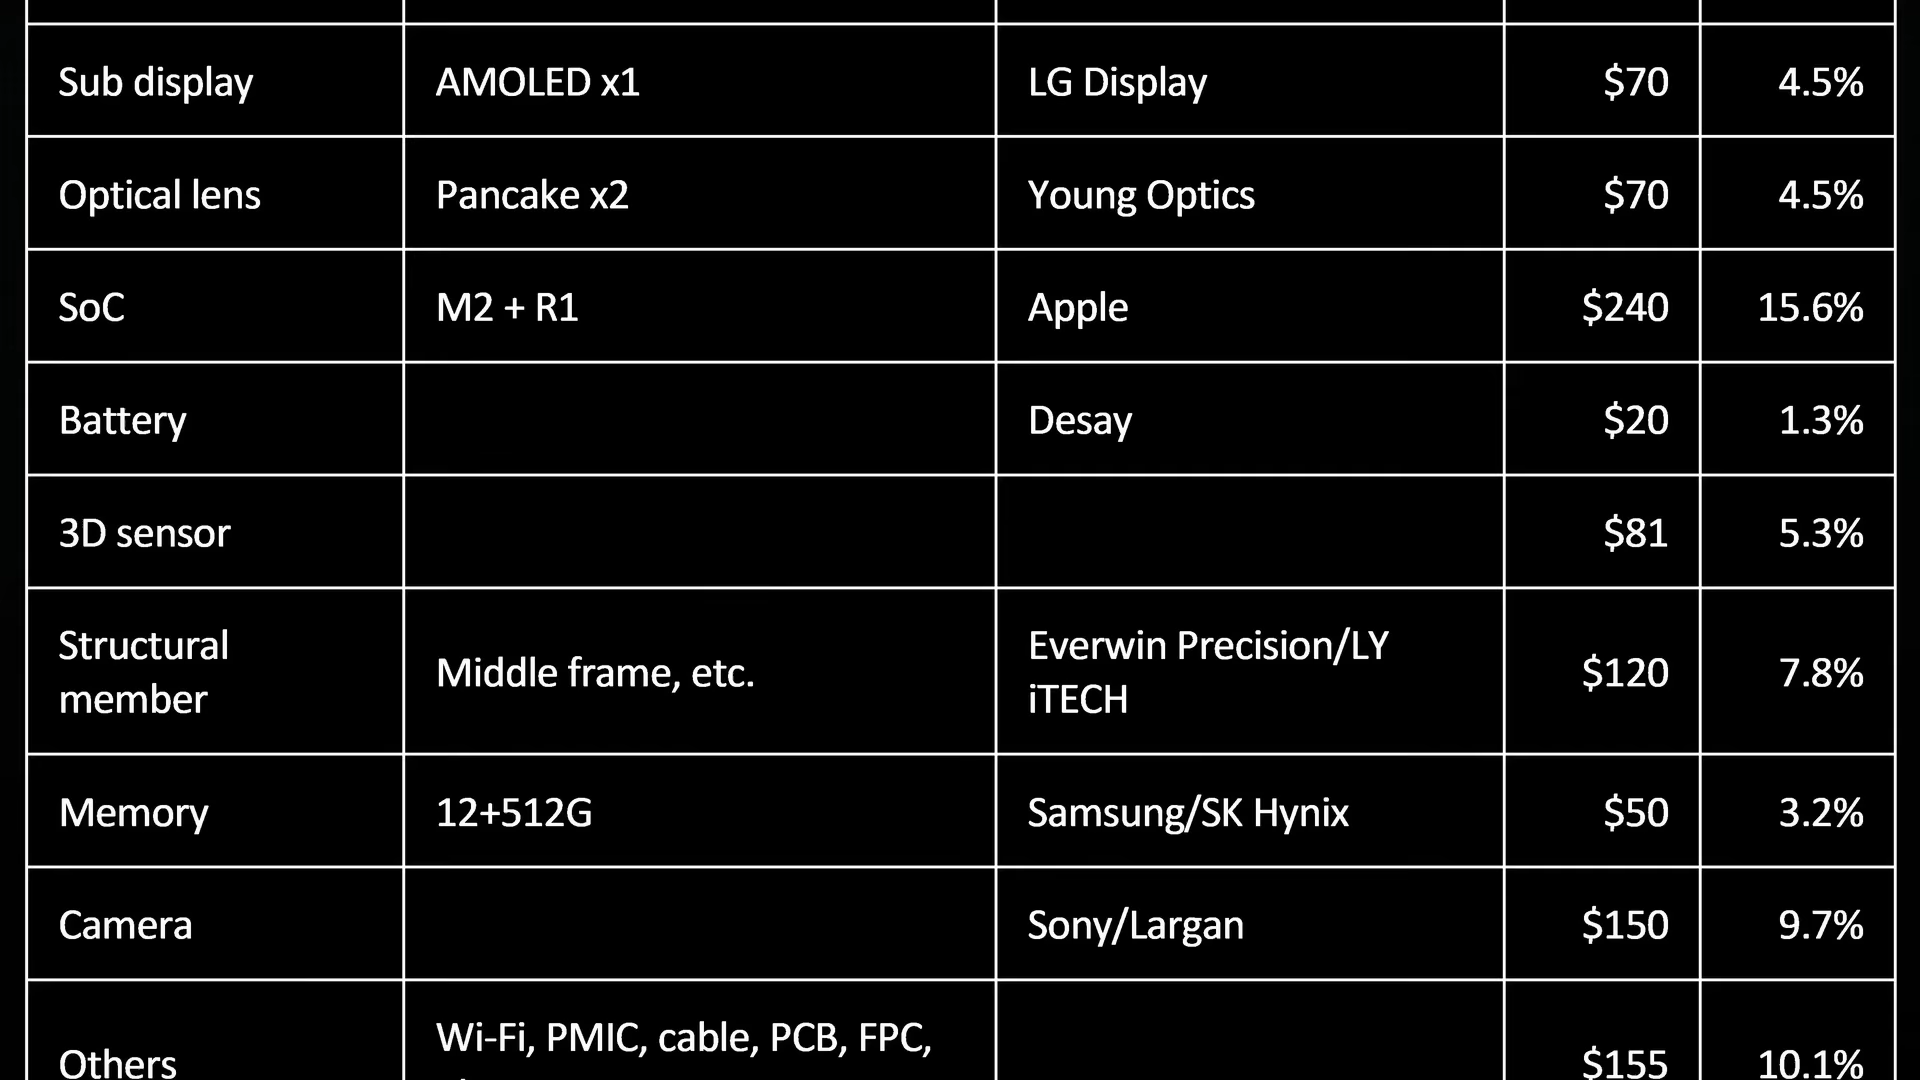 Sub display AMOLED x1 LG Display $70 4.5%
Optical lens Pancake x2 Young Optics $70 4.5%
SoC M2 + R1 Apple $240 15.6%
Battery Desay $20 1.3%
3D sensor $81 5.3%
Structural
member
Middle frame, etc.
Everwin Precision/LY
iTECH
$120 7.8%
Memory 12+512G Samsung/SK Hynix $50 3.2%
Camera Sony/Largan $150 9.7%
Others
Wi-Fi, PMIC, cable, PCB, FPC,
$155 10.1%